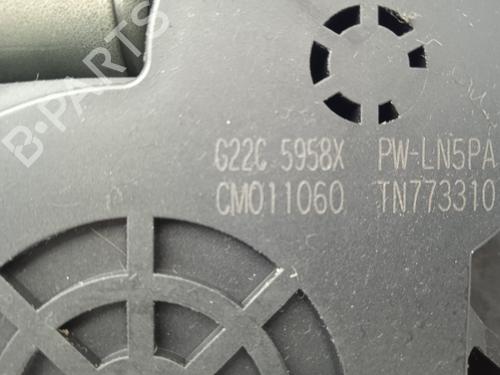 B-PARTS
G22C 5958X PW-LN5PA
CM011060 TN773310